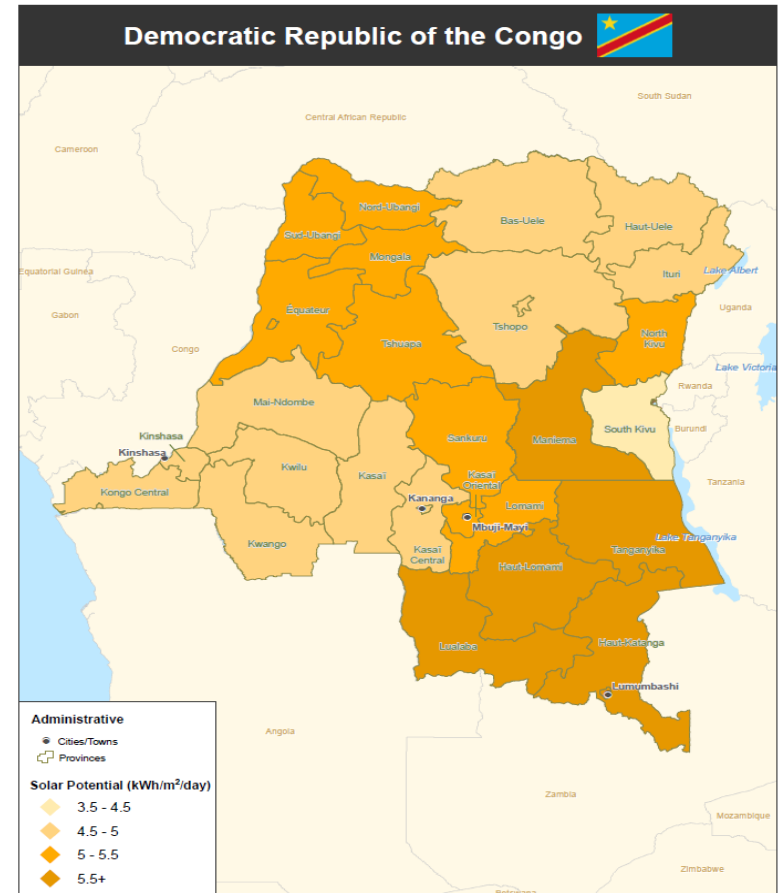 Democratic Republic of the Congo
South Sudan
Central African Republic
Cameroon
Nord-Ubangi
Bas-Uele
Haut-Uele
Sud-Ubangi
Mongala
Equatorial Guinea
Ituri
Lake Albert
Gabon
Équateur
Uganda
Tshopo
North
Kivu
Congo
Tshuapa
Lake Victoria
Rwanda
Mai-Ndombe
South Kivu
Burundi
Kinshasa
Kinshasa
Sankuru
Maniema
Kwilu
Kasaï
Kasaï
Oriental
Tanzania
Kongo Central
Kananga
Lomami
Mbuji-Mayi
Lake Tanganyika
Kwango
Kasaï
Central
Tanganyika
Haut-Lomami
Lualaba
Haut-Katanga
Lumumbashi
Angola
Zambia
Mozambique
Zimbabwe
Botswana
Administrative
Cities/Towns
Provinces
Solar Potential (kWh/m²/day)
3.5 - 4.5
4.5 - 5
5 - 5.5
5.5+